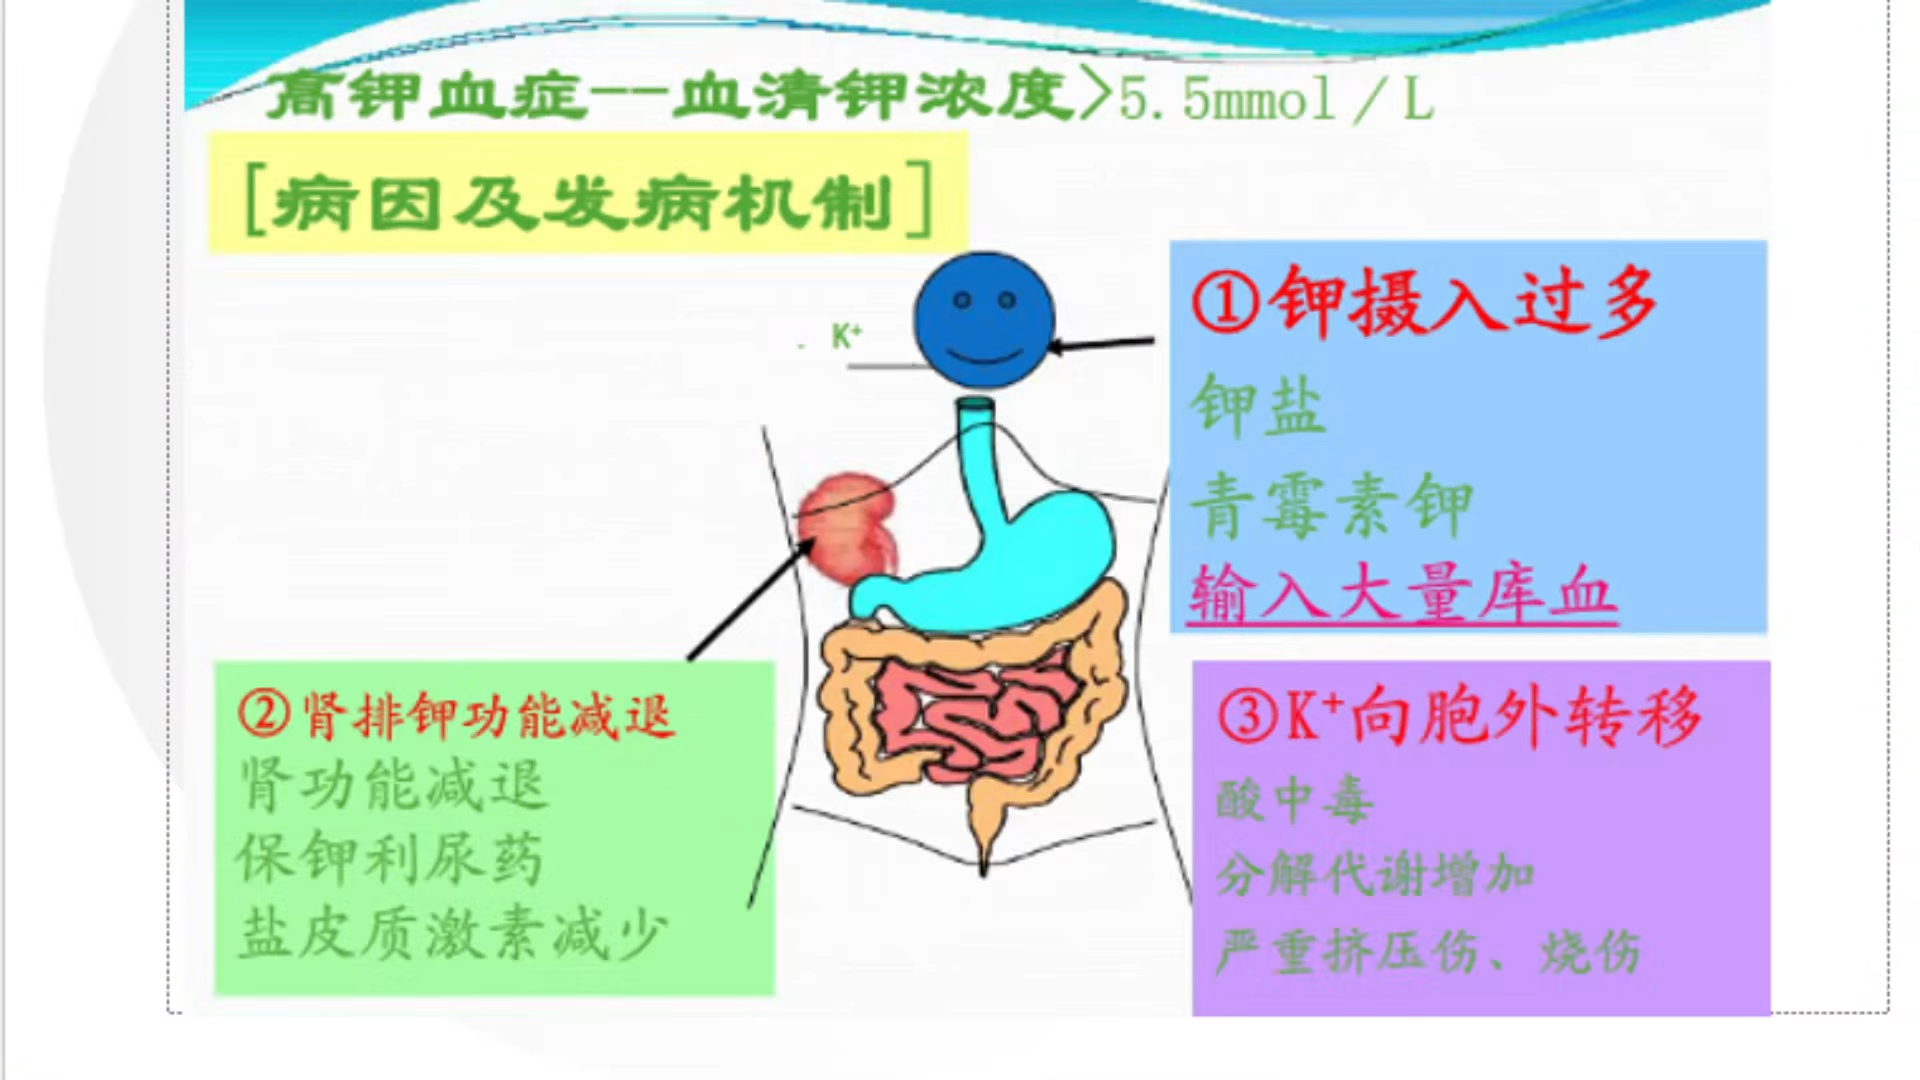 高钾血症--血清钾浓度>5.5mmol/L
[病因及发病机制]
K⁺
①钾摄入过多
钾盐
青霉素钾
输入大量库血
②肾排钾功能减退
肾功能减退
保钾利尿药
盐皮质激素减少
③K⁺向胞外转移
酸中毒
分解代谢增加
严重挤压伤、烧伤